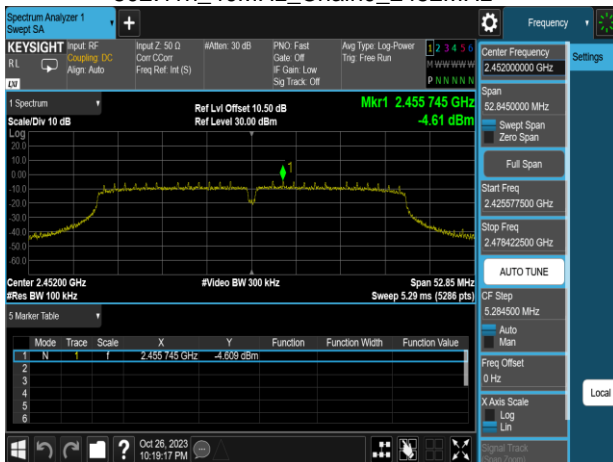 Spectrum Analyzer 1
Swept SA
Frequency
KEYSIGHT
RL
Input: RF
Coupling: DC
Align: Auto
Input Z: 50 Ω
Corr CCorr
Freq Ref: Int (S)
#Atten: 30 dB
PNO: Fast
Gate: Off
IF Gain: Low
Sig Track: Off
Avg Type: Log-Power
Trig: Free Run
1 2 3 4 5 6
M W W W W W
P N N N N N
1 Spectrum
Scale/Div 10 dB
Ref Lvl Offset 10.50 dB
Ref Level 30.00 dBm
Mkr1 2.455 745 GHz
-4.61 dBm
Log
20.0
10.0
0.00
-10.0
-20.0
-30.0
-40.0
-50.0
-60.0
1
Center 2.45200 GHz
#Res BW 100 kHz
#Video BW 300 kHz
Span 52.85 MHz
Sweep 5.29 ms (5286 pts)
5 Marker Table
Mode Trace Scale X Y Function Function Width Function Value
1 N 1 f 2.455 745 GHz -4.609 dBm
2
3
4
5
6
Oct 26, 2023
10:19:17 PM
Center Frequency
2.452000000 GHz
Settings
Span
52.8450000 MHz
Swept Span
Zero Span
Full Span
Start Freq
2.425577500 GHz
Stop Freq
2.478422500 GHz
AUTO TUNE
CF Step
5.284500 MHz
Auto
Man
Freq Offset
0 Hz
X Axis Scale
Log
Lin
Local
Signal Track
(Span Zoom)